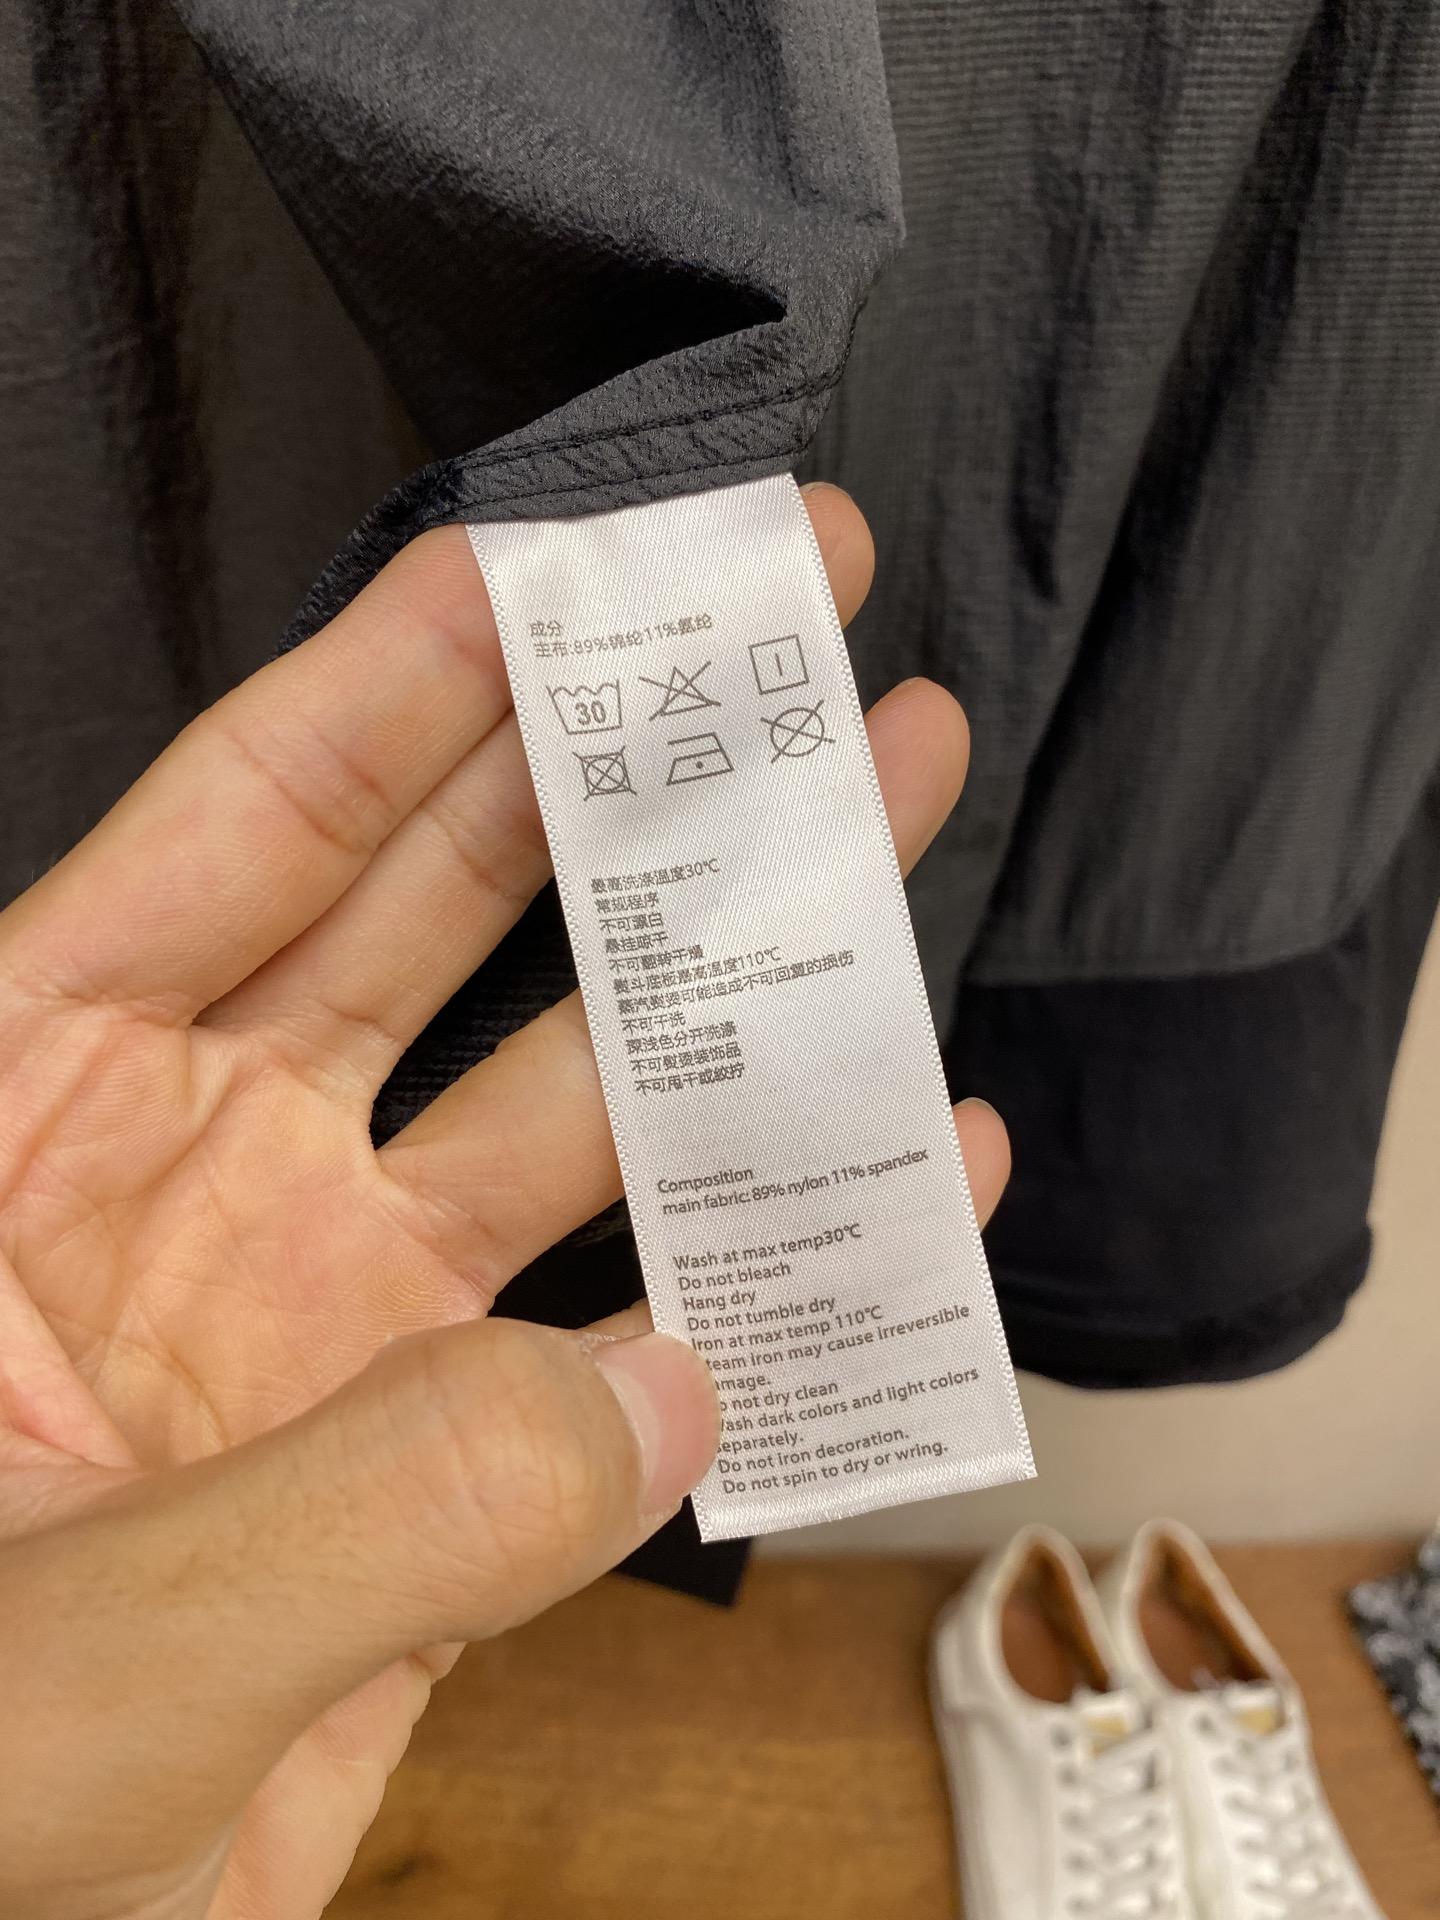 成分
主布:89%锦纶11%氨纶
30
最高洗涤温度30℃
常规程序
不可漂白
悬挂晾干
不可翻转干燥
熨斗底板最高温度110℃
蒸汽熨烫可能造成不可回复的损伤
不可干洗
深浅色分开洗涤
不可熨烫装饰品
不可甩干或绞拧
Composition
main fabric: 89% nylon 11% spandex
Wash at max temp30℃
Do not bleach
Hang dry
Do not tumble dry
Iron at max temp 110℃
team iron may cause irreversible
amage.
o not dry clean
Wash dark colors and light colors
eparately.
Do not iron decoration.
Do not spin to dry or wring.